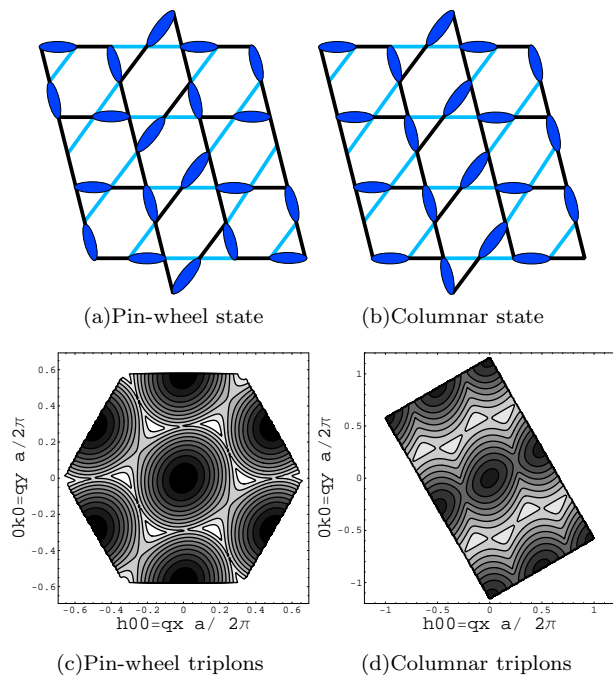 (a)Pin-wheel state
(b)Columnar state
0k0=qy a/2π
0.6
0.4
0.2
0
-0.2
-0.4
-0.6
-0.6 -0.4 -0.2 0 0.2 0.4 0.6
h00=qx a/ 2π
0k0=qy a/2π
1
0.5
0
-0.5
-1
-1 -0.5 0 0.5 1
h00=qx a/ 2π
(c)Pin-wheel triplons
(d)Columnar triplons